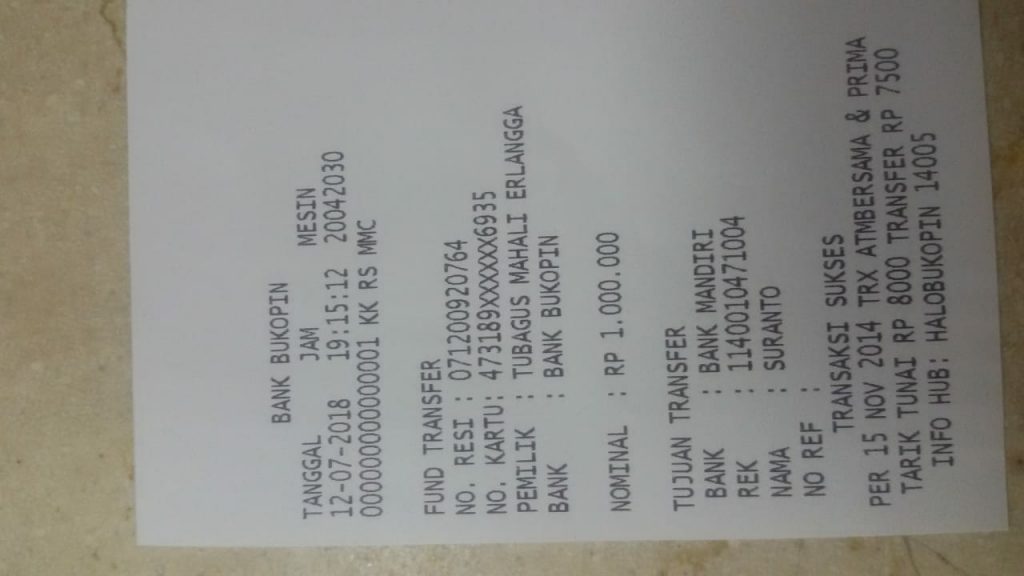 BANK BUKOPIN
TANGGAL JAM MESIN
12-07-2018 19:15:12 20042030
0000000000000001 KK RS MMC
FUND TRANSFER
NO. RESI : 071200920764
NO. KARTU: 473189XXXXXX6935
PEMILIK : TUBAGUS MAHALI ERLANGGA
BANK : BANK BUKOPIN
NOMINAL : RP 1.000.000
TUJUAN TRANSFER
BANK : BANK MANDIRI
REK : 1140010471004
NAMA : SURANTO
NO REF :
TRANSAKSI SUKSES
PER 15 NOV 2014 TRX ATMBERSAMA & PRIMA
TARIK TUNAI RP 8000 TRANSFER RP 7500
INFO HUB: HALOBUKOPIN 14005